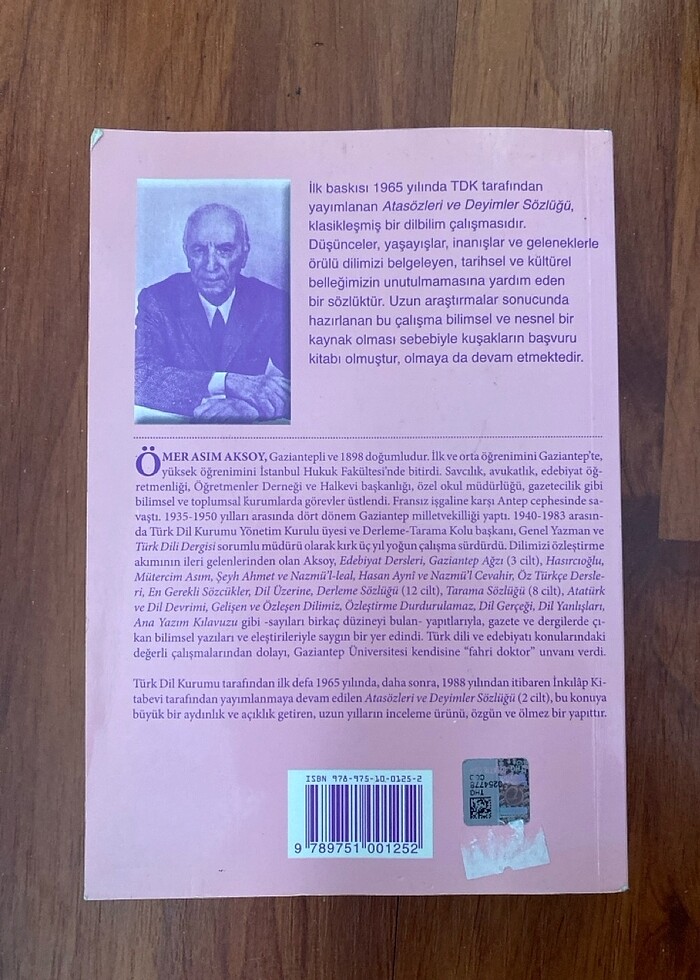 İlk baskısı 1965 yılında TDK tarafından
yayımlanan Atasözleri ve Deyimler Sözlüğü,
klasikleşmiş bir dilbilim çalışmasıdır.
Düşünceler, yaşayışlar, inanışlar ve geleneklerle
örülü dilimizi belgeleyen, tarihsel ve kültürel
belleğimizin unutulmamasına yardım eden
bir sözlüktür. Uzun araştırmalar sonucunda
hazırlanan bu çalışma bilimsel ve nesnel bir
kaynak olması sebebiyle kuşakların başvuru
kitabı olmuştur, olmaya da devam etmektedir.
ÖMER ASIM AKSOY, Gaziantepli ve 1898 doğumludur. İlk ve orta öğrenimini Gaziantep'te,
yüksek öğrenimini İstanbul Hukuk Fakültesi'nde bitirdi. Savcılık, avukatlık, edebiyat öğ-
retmenliği, Öğretmenler Derneği ve Halkevi başkanlığı, özel okul müdürlüğü, gazetecilik gibi
bilimsel ve toplumsal kurumlarda görevler üstlendi. Fransız işgaline karşı Antep cephesinde sa-
vaştı. 1935-1950 yılları arasında dört dönem Gaziantep milletvekilliği yaptı. 1940-1983 arasın-
da Türk Dil Kurumu Yönetim Kurulu üyesi ve Derleme-Tarama Kolu başkanı, Genel Yazman ve
Türk Dili Dergisi sorumlu müdürü olarak kırk üç yıl yoğun çalışma sürdürdü. Dilimizi özleştirme
akımının ileri gelenlerinden olan Aksoy, Edebiyat Dersleri, Gaziantep Ağzı (3 cilt), Hasırcıoğlu,
Mütercim Asım, Şeyh Ahmet ve Nazmü'l-leal, Hasan Aynî ve Nazmü'l Cevahir, Öz Türkçe Dersle-
ri, En Gerekli Sözcükler, Dil Üzerine, Derleme Sözlüğü (12 cilt), Tarama Sözlüğü (8 cilt), Atatürk
ve Dil Devrimi, Gelişen ve Özleşen Dilimiz, Özleştirme Durdurulamaz, Dil Gerçeği, Dil Yanlışları,
Ana Yazım Kılavuzu gibi -sayıları birkaç düzineyi bulan- yapıtlarıyla, gazete ve dergilerde çı-
kan bilimsel yazıları ve eleştirileriyle saygın bir yer edindi. Türk dili ve edebiyatı konularındaki
değerli çalışmalarından dolayı, Gaziantep Üniversitesi kendisine "fahri doktor" unvanı verdi.
Türk Dil Kurumu tarafından ilk defa 1965 yılında, daha sonra, 1988 yılından itibaren İnkılâp Ki-
tabevi tarafından yayımlanmaya devam edilen Atasözleri ve Deyimler Sözlüğü (2 cilt), bu konuya
büyük bir aydınlık ve açıklık getiren, uzun yılların inceleme ürünü, özgün ve ölmez bir yapıttır.
ISBN 978-975-10-0125-2
9 789751 001252
0254778
THG